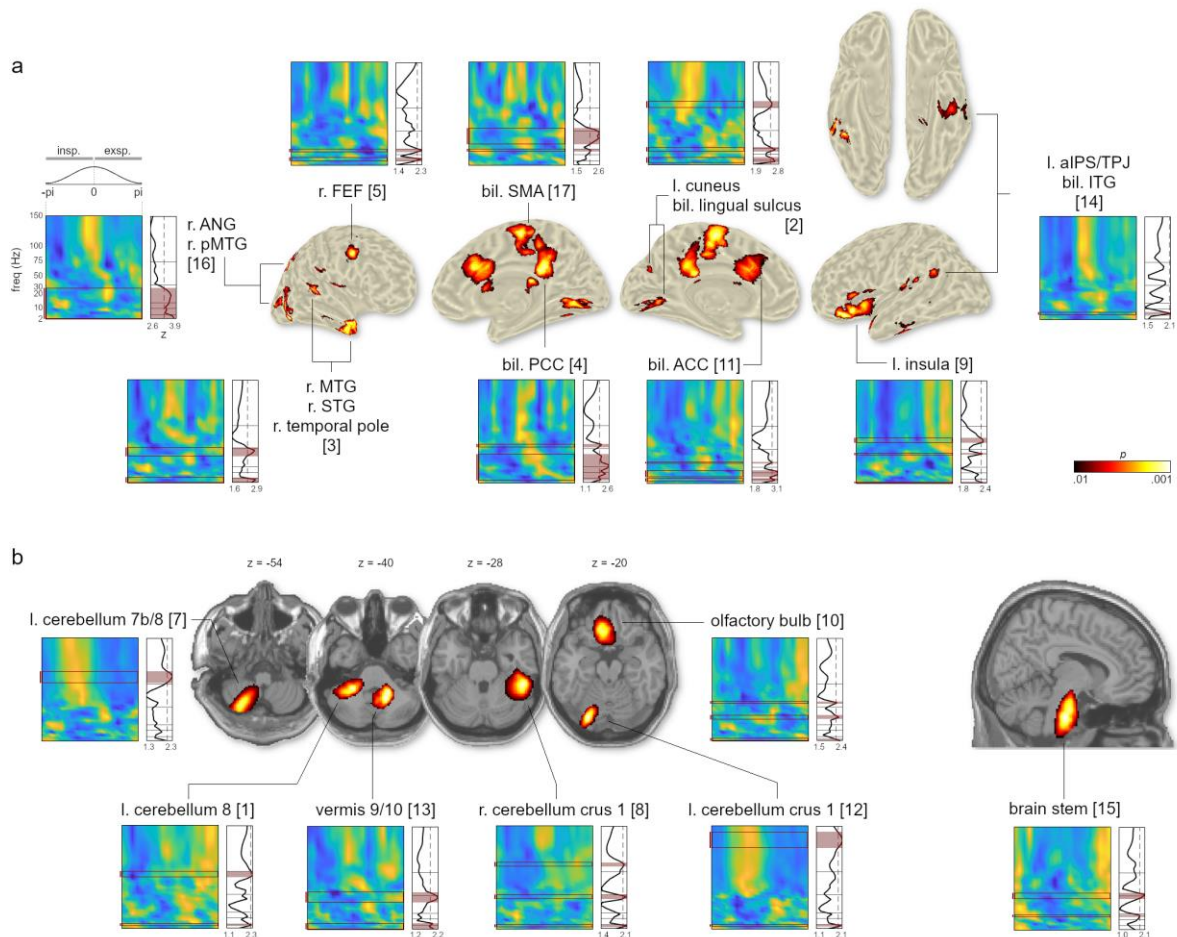 a
insp. exsp.
-pi 0 pi
150
125
100
75
50
30
20
10
2
freq (Hz)
2.6 3.9
z
r. ANG
r. pMTG
[16]
1.4 2.3
r. FEF [5]
1.5 2.6
bil. SMA [17]
1.9 2.8
l. cuneus
bil. lingual sulcus
[2]
l. aIPS/TPJ
bil. ITG
[14]
1.5 2.1
r. MTG
r. STG
r. temporal pole
[3]
1.6 2.9
bil. PCC [4]
1.1 2.6
bil. ACC [11]
1.8 3.1
l. insula [9]
1.8 2.4
p
.01 .001
b
z = -54 z = -40 z = -28 z = -20
l. cerebellum 7b/8 [7]
1.3 2.3
olfactory bulb [10]
1.5 2.4
l. cerebellum 8 [1]
1.1 2.3
vermis 9/10 [13]
1.2 2.2
r. cerebellum crus 1 [8]
1.4 2.1
l. cerebellum crus 1 [12]
1.1 2.1
brain stem [15]
1.0 2.1